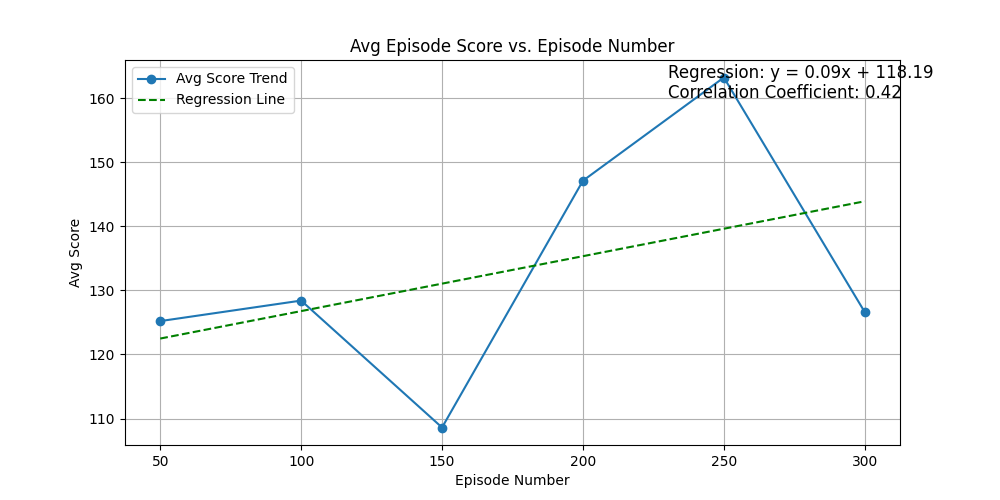 Avg Episode Score vs. Episode Number
Avg Score Trend
Regression Line
Regression: y = 0.09x + 118.19
Correlation Coefficient: 0.42
160
150
140
130
120
110
Avg Score
50 100 150 200 250 300
Episode Number